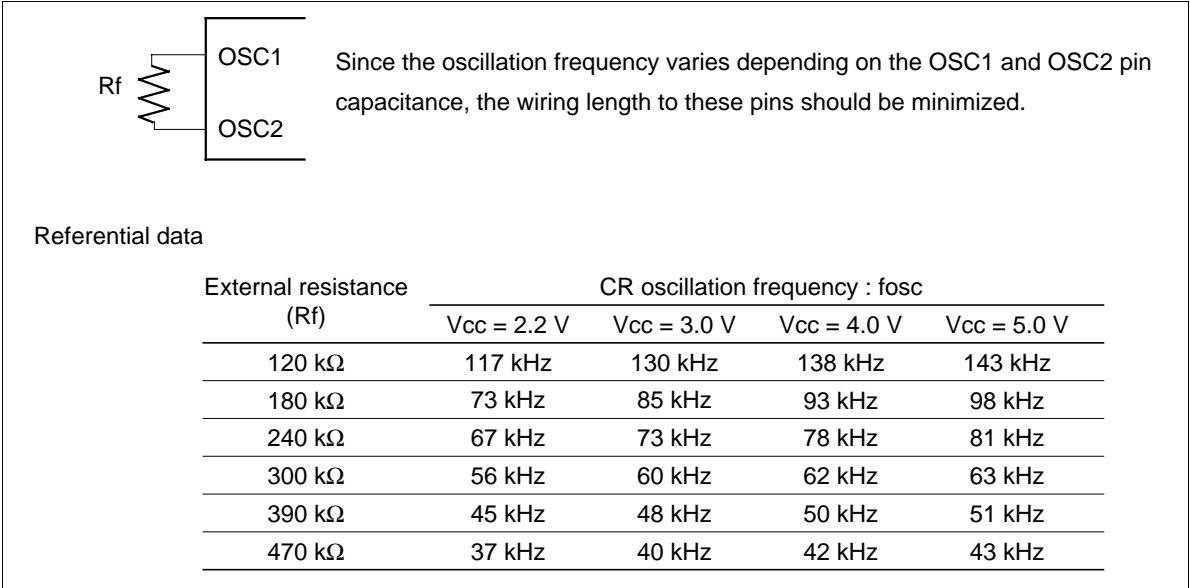 OSC1
Rf
OSC2
Since the oscillation frequency varies depending on the OSC1 and OSC2 pin
capacitance, the wiring length to these pins should be minimized.
Referential data
External resistance CR oscillation frequency : fosc
(Rf) Vcc = 2.2 V Vcc = 3.0 V Vcc = 4.0 V Vcc = 5.0 V
120 kΩ 117 kHz 130 kHz 138 kHz 143 kHz
180 kΩ 73 kHz 85 kHz 93 kHz 98 kHz
240 kΩ 67 kHz 73 kHz 78 kHz 81 kHz
300 kΩ 56 kHz 60 kHz 62 kHz 63 kHz
390 kΩ 45 kHz 48 kHz 50 kHz 51 kHz
470 kΩ 37 kHz 40 kHz 42 kHz 43 kHz